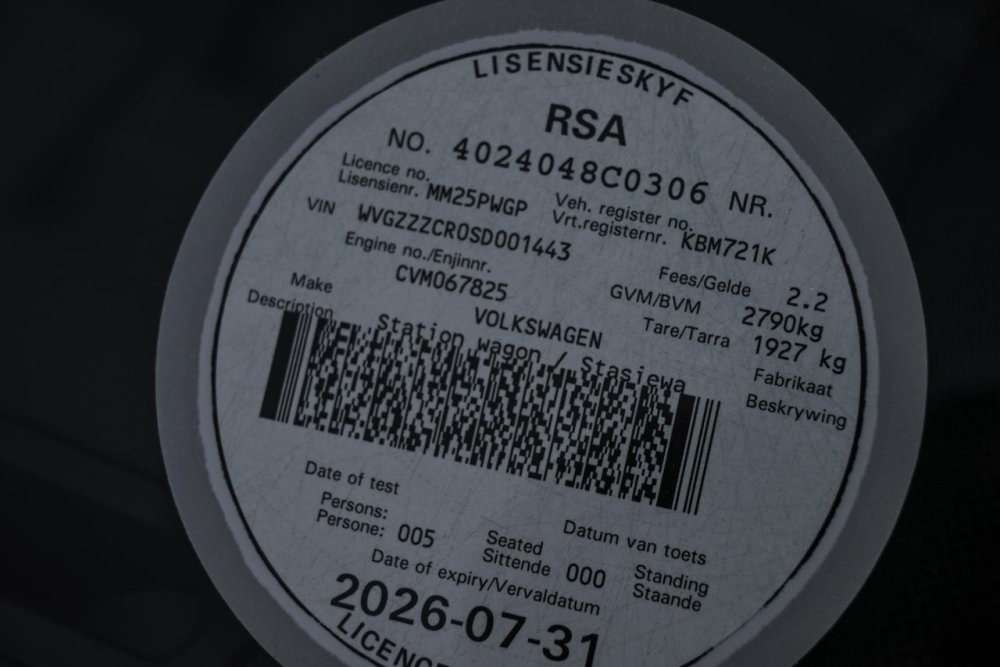 LISENSIESKYF
RSA
NO. 4024048C0306 NR.
Licence no. Lisensienr. MM25PWGP Veh. register no. Vrt.registernr. KBM721K
VIN WVGZZZCR0SD001443
Engine no./Enjinnr. CVM067825 Fees/Gelde 2.2
GVM/BVM 2790kg
Tare/Tarra 1927 kg
Make VOLKSWAGEN Fabrikaat
Description Station wagon / Stasiewa Beskrywing
Date of test Datum van toets
Persons: Persone: 005 Seated Sittende 000 Standing Staande
Date of expiry/Vervaldatum
2026-07-31